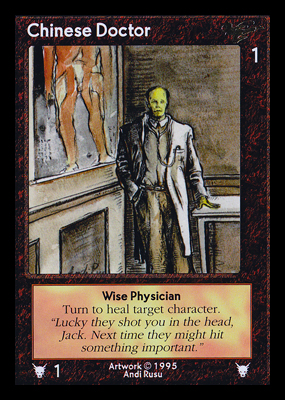 Chinese Doctor
1
Wise Physician
Turn to heal target character.
"Lucky they shot you in the head,
Jack. Next time they might hit
something important."
1
Artwork © 1995
Andi Rusu